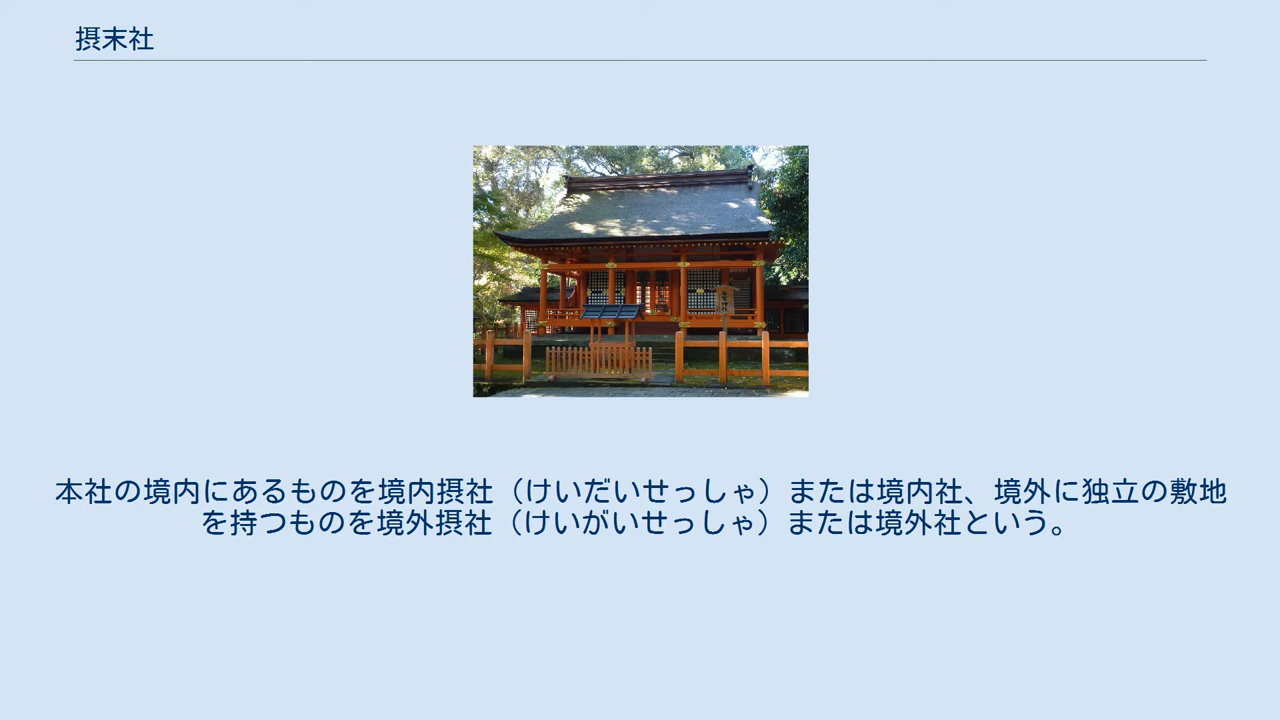 摂末社
本社の境内にあるものを境内摂社（けいだいせっしゃ）または境内社、境外に独立の敷地
を持つものを境外摂社（けいがいせっしゃ）または境外社という。